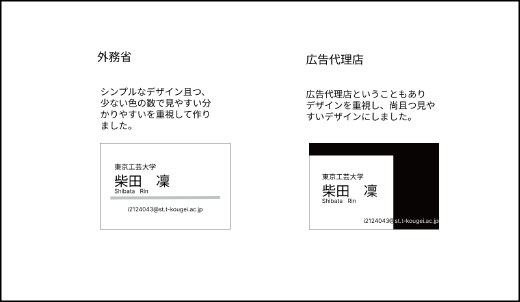 外務省
シンプルなデザイン且つ、
少ない色の数で見やすい分
かりやすいを重視して作り
ました。
東京工芸大学
柴田　凜
Shibata Rin
i2124043@st.t-kougei.ac.jp
広告代理店
広告代理店ということもあり
デザインを重視し、尚且つ見や
すいデザインにしました。
東京工芸大学
柴田　凜
Shibata Rin
i2124043@st.t-kougei.ac.jp